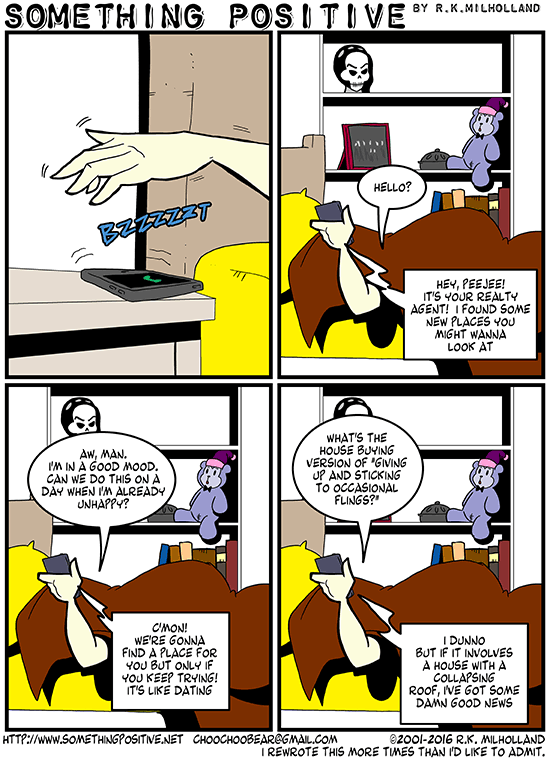 SOMETHING POSITIVE BY R.K.MILHOLLAND
BZZZZZT
HELLO?
HEY, PEEJEE!
IT'S YOUR REALTY
AGENT! I FOUND SOME
NEW PLACES YOU
MIGHT WANNA
LOOK AT
AW, MAN.
I'M IN A GOOD MOOD.
CAN WE DO THIS ON A
DAY WHEN I'M ALREADY
UNHAPPY?
C'MON!
WE'RE GONNA
FIND A PLACE FOR
YOU BUT ONLY IF
YOU KEEP TRYING!
IT'S LIKE DATING
WHAT'S THE
HOUSE BUYING
VERSION OF "GIVING
UP AND STICKING
TO OCCASIONAL
FLINGS?"
I DUNNO
BUT IF IT INVOLVES
A HOUSE WITH A
COLLAPSING
ROOF, I'VE GOT SOME
DAMN GOOD NEWS
HTTP://WWW.SOMETHINGPOSITIVE.NET CHOOCHOOBEAR@GMAIL.COM ©2001-2016 R.K. MILHOLLAND
I REWROTE THIS MORE TIMES THAN I'D LIKE TO ADMIT.